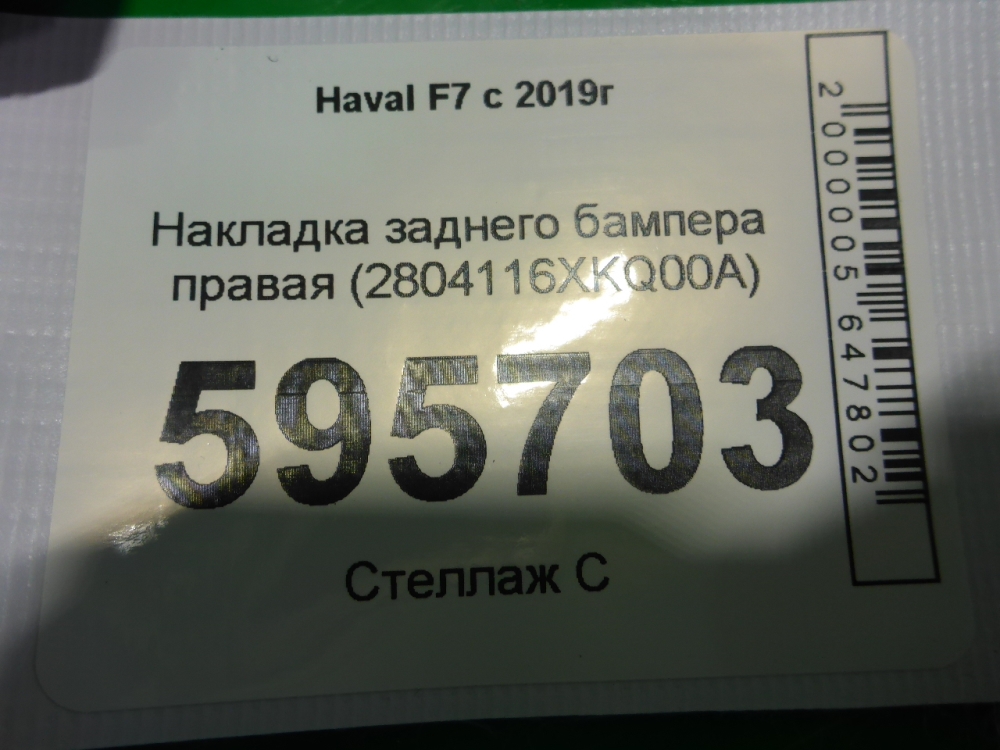 Haval F7 с 2019г
Накладка заднего бампера
правая (2804116XKQ00A)
595703
Стеллаж С
2000005647802